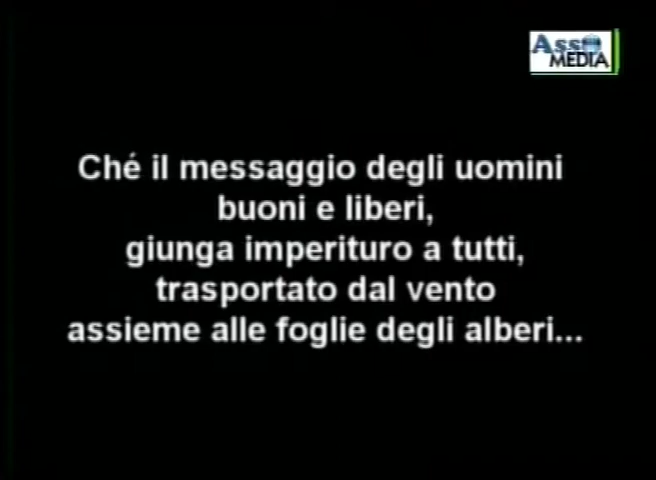 Asso
MEDIA
Ché il messaggio degli uomini
buoni e liberi,
giunga imperituro a tutti,
trasportato dal vento
assieme alle foglie degli alberi...